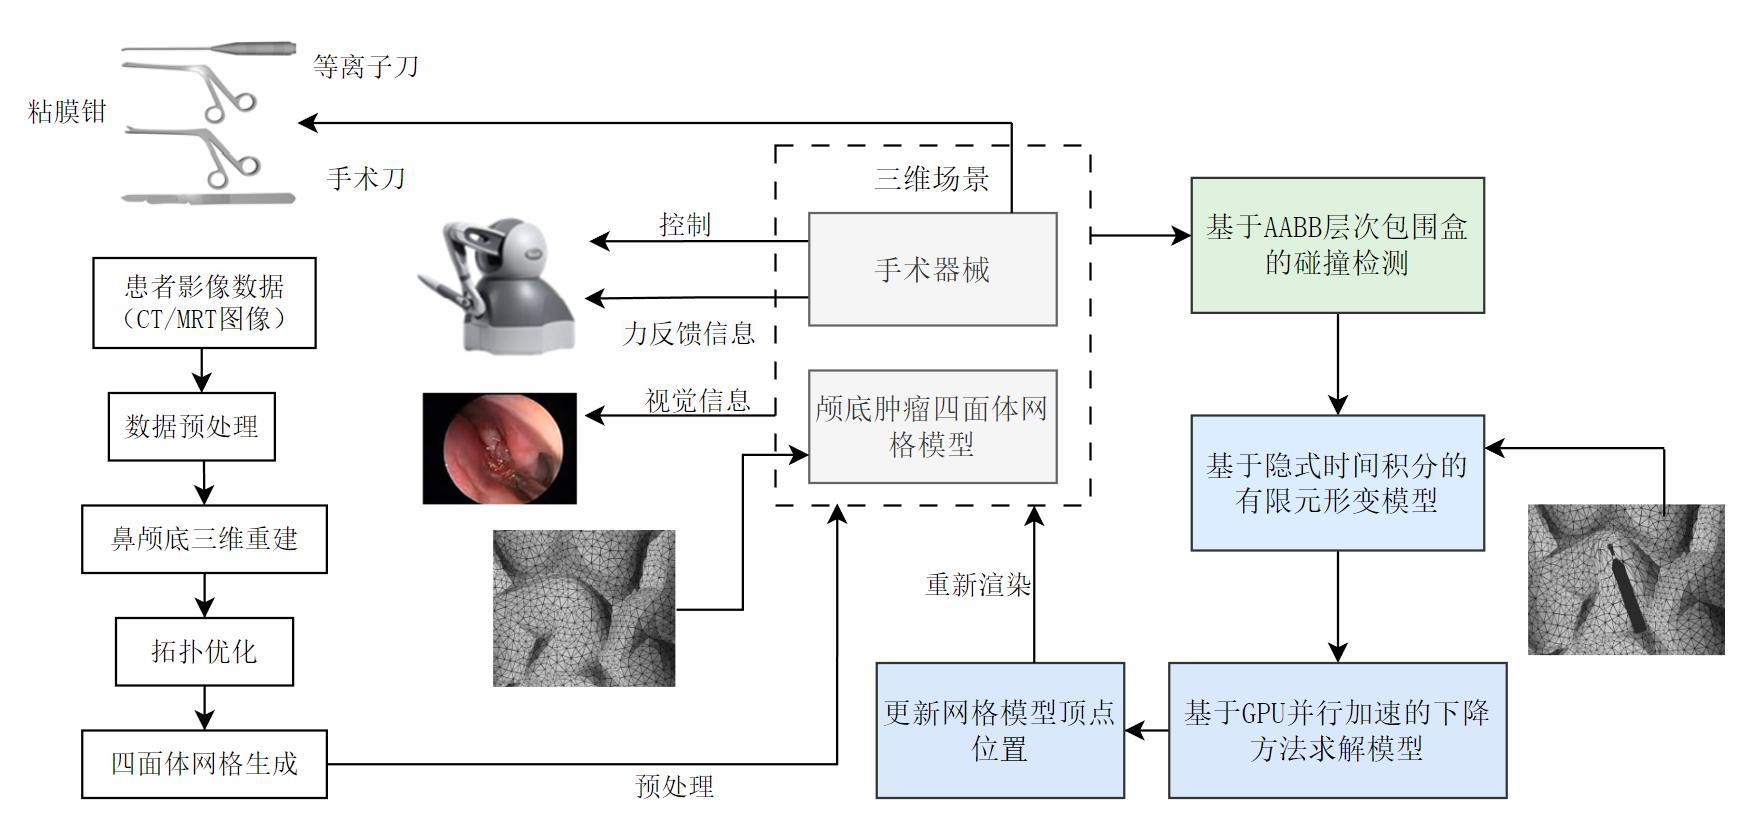 等离子刀
粘膜钳
手术刀
三维场景
控制
手术器械
力反馈信息
视觉信息
颅底肿瘤四面体网
格模型
基于AABB层次包围盒
的碰撞检测
患者影像数据
（CT/MRT图像）
数据预处理
鼻颅底三维重建
拓扑优化
四面体网格生成
预处理
重新渲染
基于隐式时间积分的
有限元形变模型
更新网格模型顶点
位置
基于GPU并行加速的下降
方法求解模型